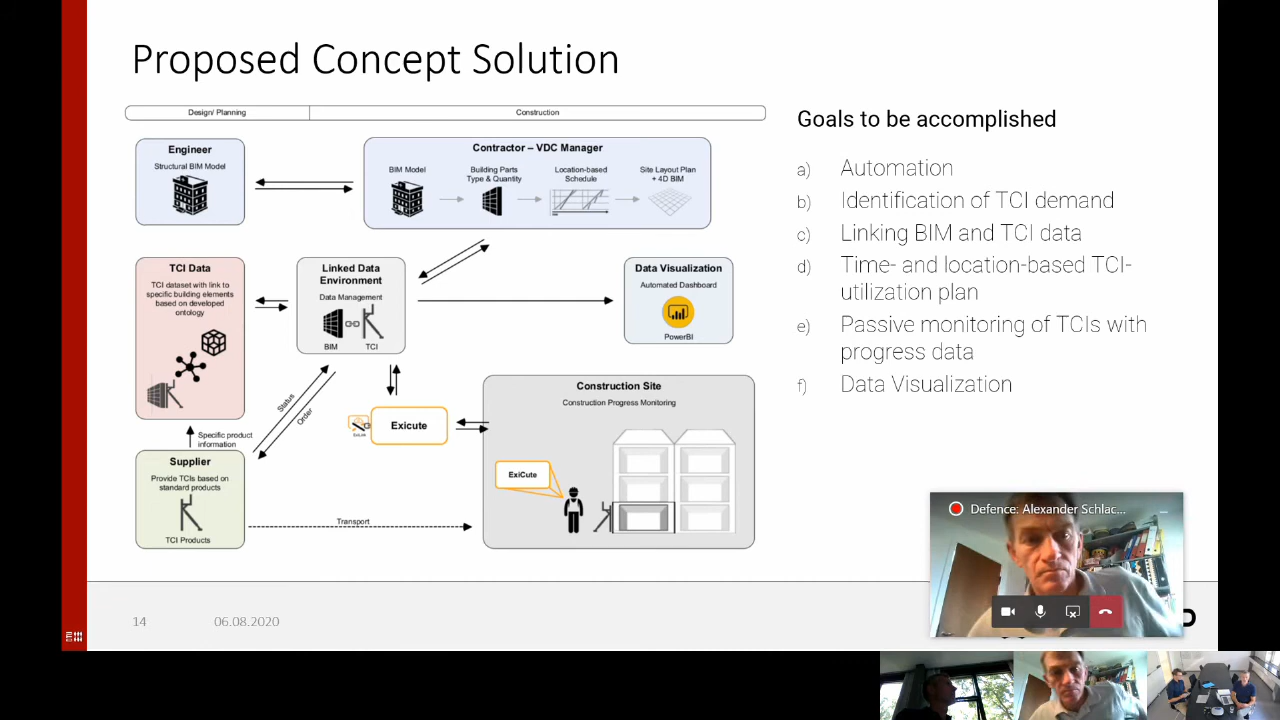 Proposed Concept Solution
Design/ Planning
Construction
Engineer
Structural BIM Model
Contractor – VDC Manager
BIM Model
Building Parts
Type & Quantity
Location-based
Schedule
Site Layout Plan
+ 4D BIM
TCI Data
TCI dataset with link to
specific building elements
based on developed
ontology
Linked Data
Environment
Data Management
BIM
TCI
Data Visualization
Automated Dashboard
PowerBI
Status
Order
Exicute
Construction Site
Construction Progress Monitoring
ExiCute
Specific product
information
Supplier
Provide TCIs based on
standard products
TCI Products
Transport
Goals to be accomplished
a) Automation
b) Identification of TCI demand
c) Linking BIM and TCI data
d) Time- and location-based TCI-
utilization plan
e) Passive monitoring of TCIs with
progress data
f) Data Visualization
Defence: Alexander Schlac...
14
06.08.2020